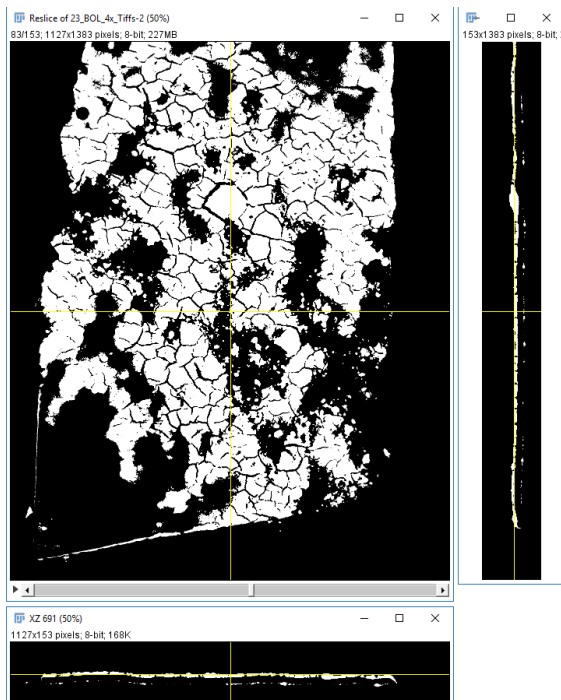 Reslice of 23_BOL_4x_Tiffs-2 (50%)
83/153; 1127x1383 pixels; 8-bit; 227MB
153x1383 pixels; 8-bit;
XZ 691 (50%)
1127x153 pixels; 8-bit; 168K